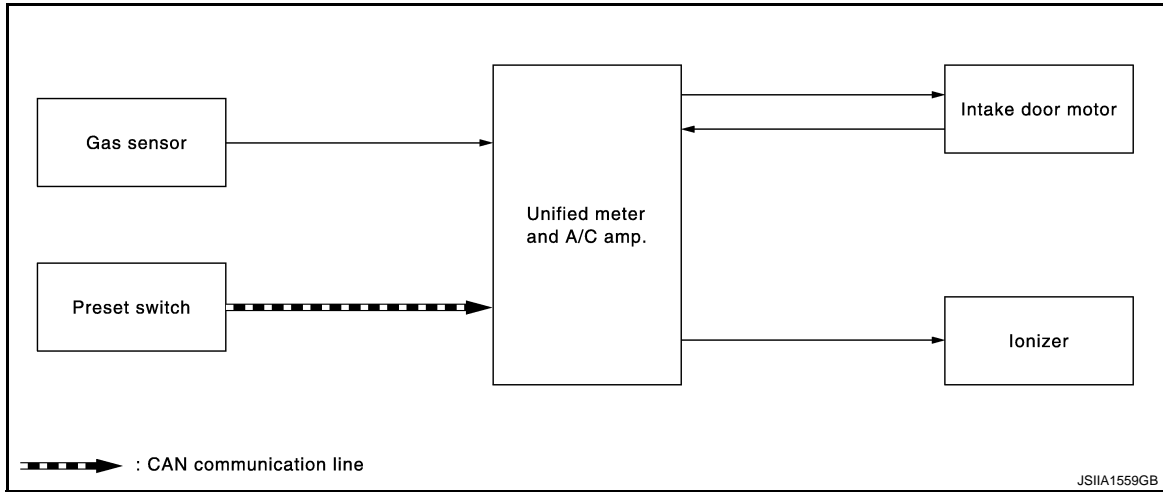 Gas sensor
Preset switch
Unified meter
and A/C amp.
Intake door motor
Ionizer
: CAN communication line
JSIIA1559GB